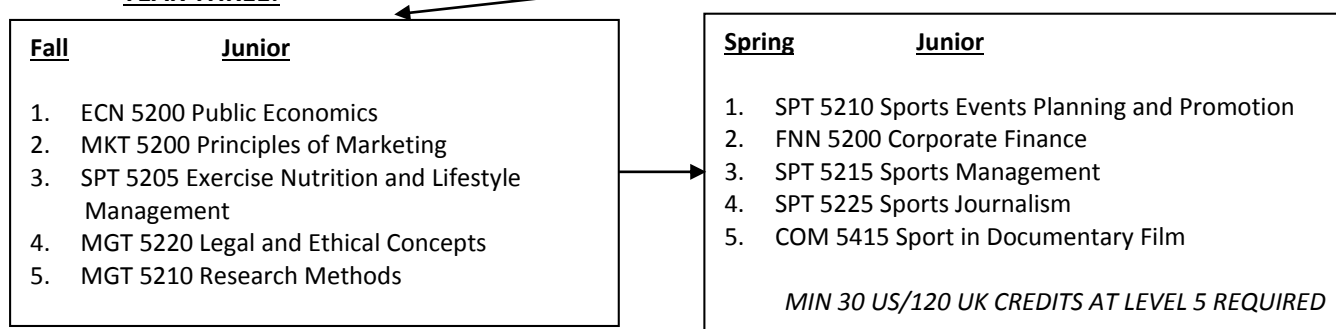 Fall Junior
1. ECN 5200 Public Economics
2. MKT 5200 Principles of Marketing
3. SPT 5205 Exercise Nutrition and Lifestyle
Management
4. MGT 5220 Legal and Ethical Concepts
5. MGT 5210 Research Methods
Spring Junior
1. SPT 5210 Sports Events Planning and Promotion
2. FNN 5200 Corporate Finance
3. SPT 5215 Sports Management
4. SPT 5225 Sports Journalism
5. COM 5415 Sport in Documentary Film
MIN 30 US/120 UK CREDITS AT LEVEL 5 REQUIRED